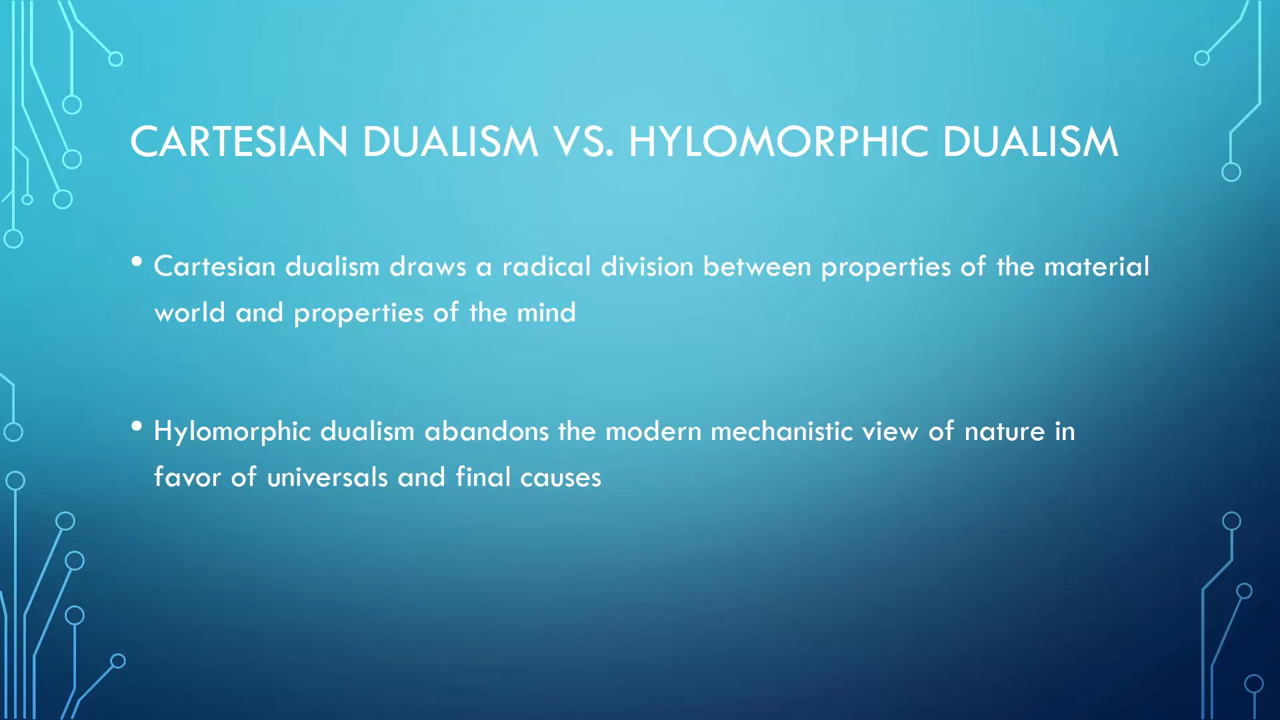 CARTESIAN DUALISM VS. HYLOMORPHIC DUALISM
• Cartesian dualism draws a radical division between properties of the material
world and properties of the mind
• Hylomorphic dualism abandons the modern mechanistic view of nature in
favor of universals and final causes